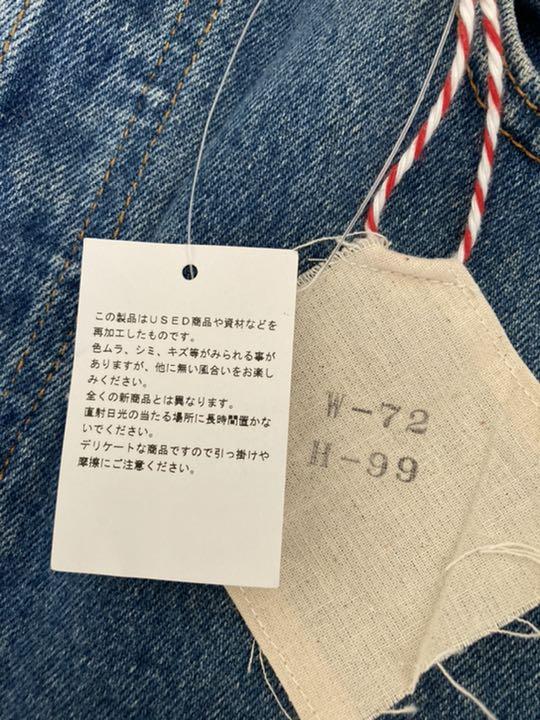 この製品はＵＳＥＤ商品や資材などを
再加工したものです。
色ムラ、シミ、キズ等がみられる事が
ありますが、他に無い風合いをお楽し
みください。
全くの新商品とは異なります。
直射日光の当たる場所に長時間置かな
いでください。
デリケートな商品ですので引っ掛けや
摩擦にご注意ください。
W-72
H-99